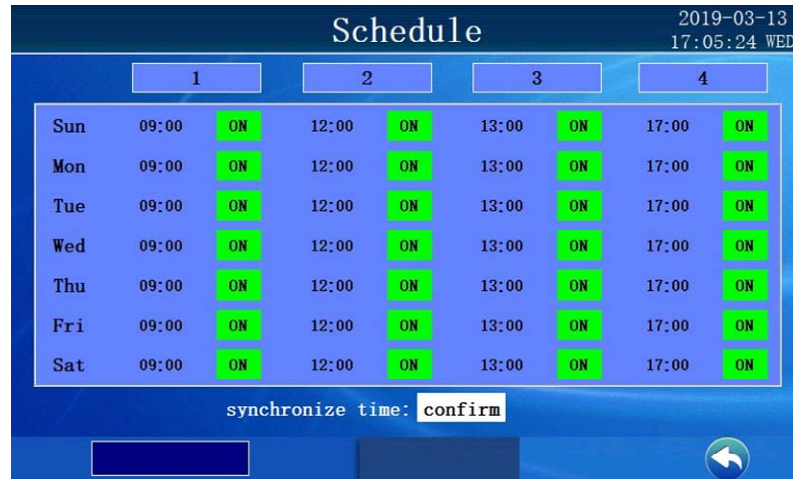 Schedule
2019-03-13
17:05:24 WED
1 2 3 4
Sun 09:00 ON 12:00 ON 13:00 ON 17:00 ON
Mon 09:00 ON 12:00 ON 13:00 ON 17:00 ON
Tue 09:00 ON 12:00 ON 13:00 ON 17:00 ON
Wed 09:00 ON 12:00 ON 13:00 ON 17:00 ON
Thu 09:00 ON 12:00 ON 13:00 ON 17:00 ON
Fri 09:00 ON 12:00 ON 13:00 ON 17:00 ON
Sat 09:00 ON 12:00 ON 13:00 ON 17:00 ON
synchronize time: confirm